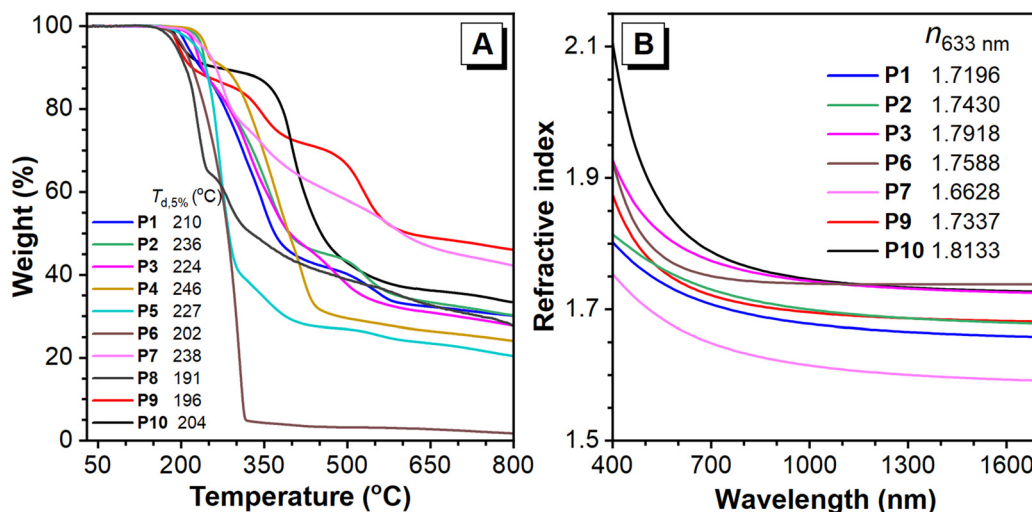 A
Weight (%)
100
80
60
40
20
0
T d,5% (°C)
P1 210
P2 236
P3 224
P4 246
P5 227
P6 202
P7 238
P8 191
P9 196
P10 204
50 200 350 500 650 800
Temperature (°C)
B
Refractive index
2.1
1.9
1.7
1.5
n 633 nm
P1 1.7196
P2 1.7430
P3 1.7918
P6 1.7588
P7 1.6628
P9 1.7337
P10 1.8133
400 700 1000 1300 1600
Wavelength (nm)